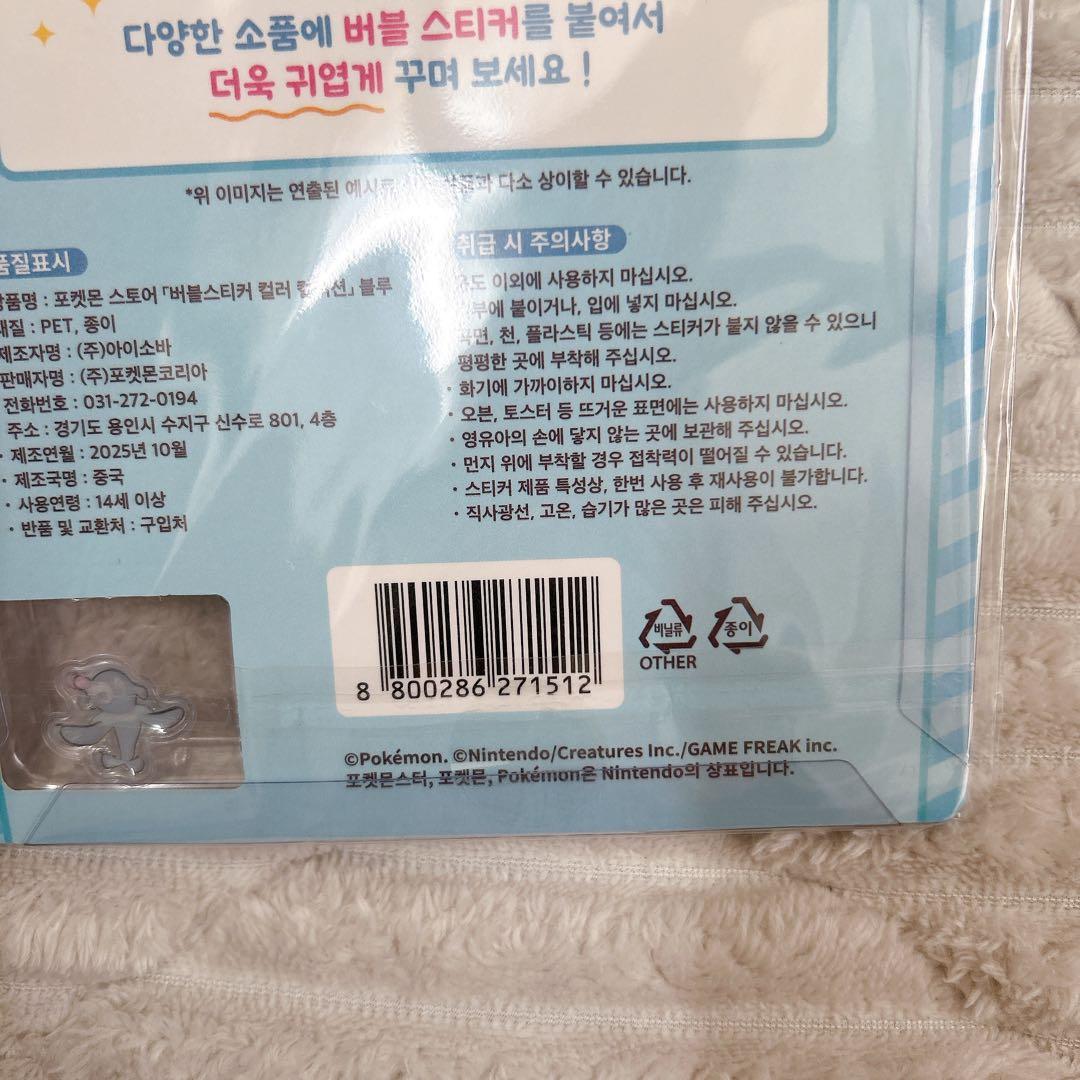 다양한 소품에 버블 스티커를 붙여서
더욱 귀엽게 꾸며 보세요 !
*위 이미지는 연출된 예시로 다소 상이할 수 있습니다.
품질표시
상품명 : 포켓몬 스토어 「버블스티커 컬러 블루
재질 : PET, 종이
제조자명 : (주)아이소바
판매자명 : (주)포켓몬코리아
전화번호 : 031-272-0194
주소 : 경기도 용인시 수지구 신수로 801, 4층
· 제조연월 : 2025년 10월
· 제조국명 : 중국
· 사용연령 : 14세 이상
· 반품 및 교환처 : 구입처
취급 시 주의사항
이외에 사용하지 마십시오.
붙이거나, 입에 넣지 마십시오.
곡면, 천, 플라스틱 등에는 스티커가 붙지 않을 수 있으니
평평한 곳에 부착해 주십시오.
· 화기에 가까이하지 마십시오.
· 오븐, 토스터 등 뜨거운 표면에는 사용하지 마십시오.
· 영유아의 손에 닿지 않는 곳에 보관해 주십시오.
· 먼지 위에 부착할 경우 접착력이 떨어질 수 있습니다.
· 스티커 제품 특성상, 한번 사용 후 재사용이 불가합니다.
· 직사광선, 고온, 습기가 많은 곳은 피해 주십시오.
비닐류
OTHER
종이
8 800286 271512
©Pokémon. ©Nintendo/Creatures Inc./GAME FREAK inc.
포켓몬스터, 포켓몬, Pokémon은 Nintendo의 상표입니다.